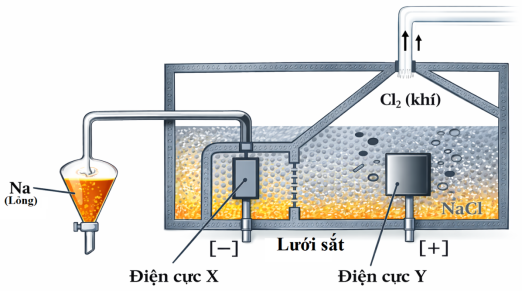 Cl₂ (khí)
Na
(Lỏng)
NaCl
[−]
Lưới sắt
[+]
Điện cực X
Điện cực Y